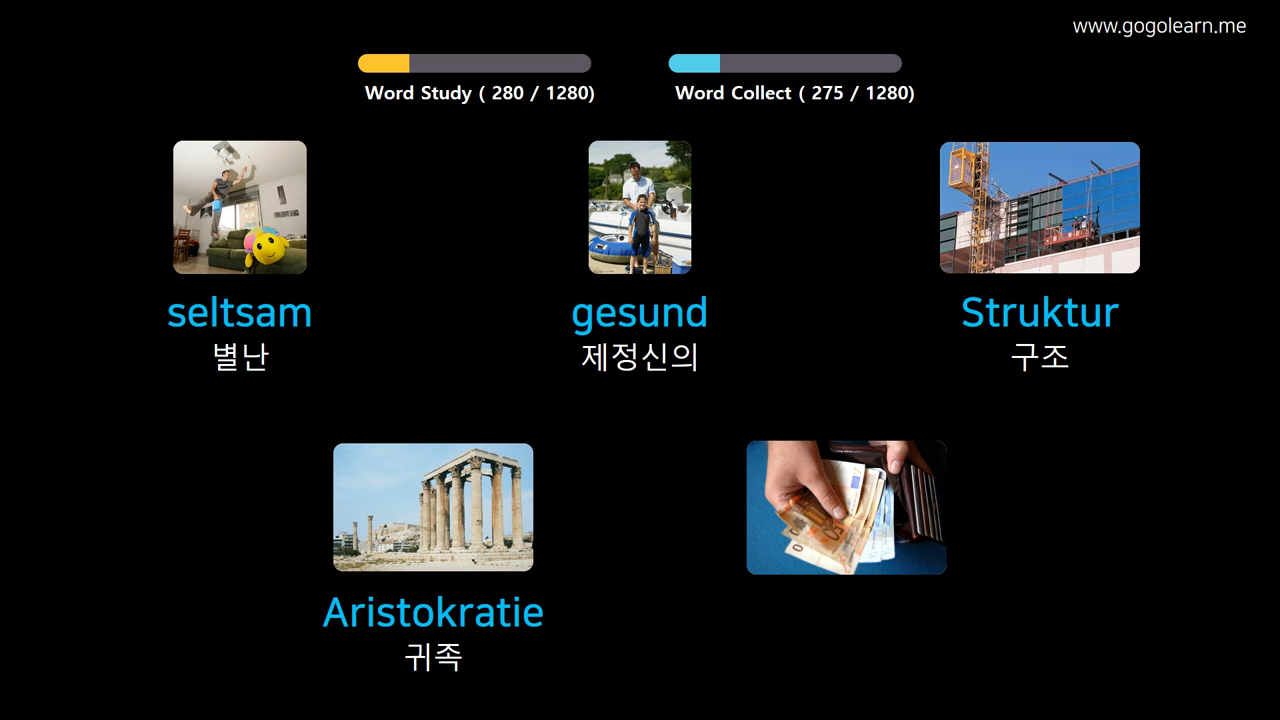 www.gogolearn.me
Word Study ( 280 / 1280)
Word Collect ( 275 / 1280)
seltsam
별난
gesund
제정신의
Struktur
구조
Aristokratie
귀족